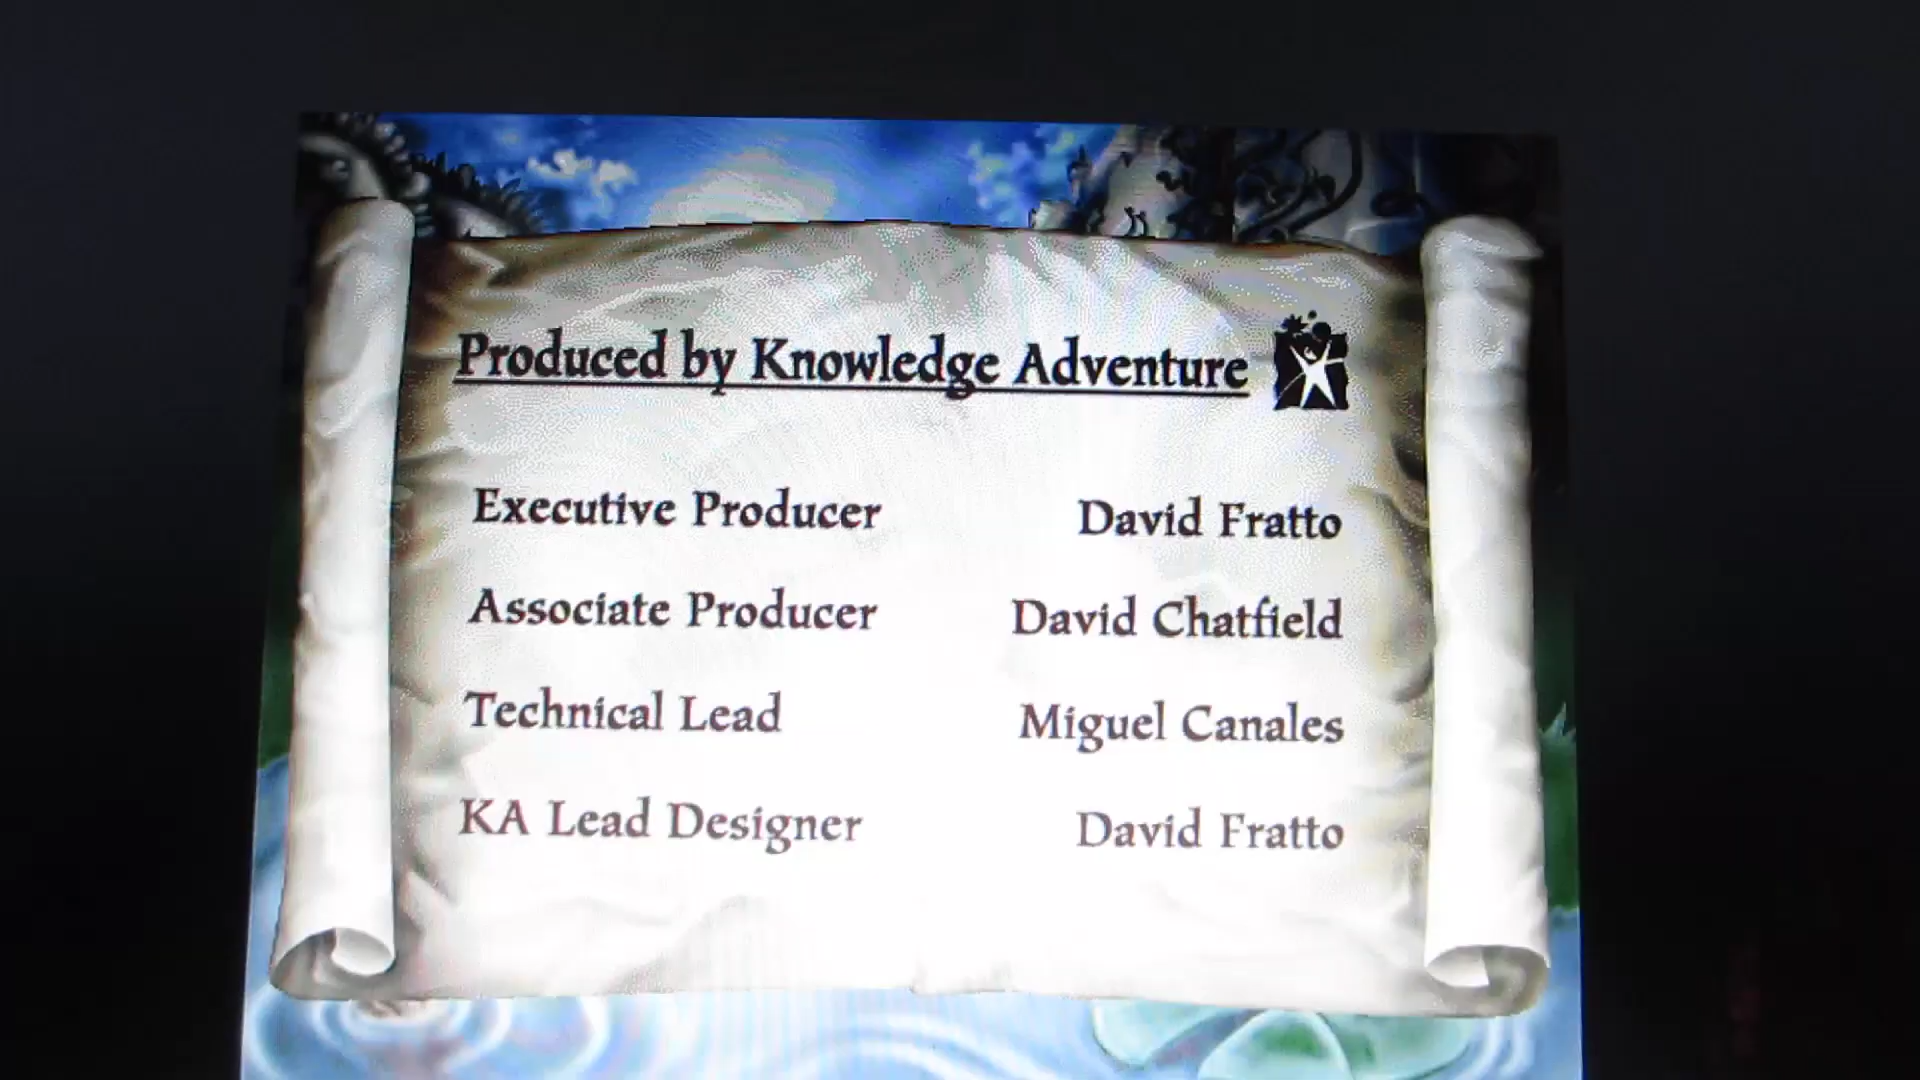 Produced by Knowledge Adventure
Executive Producer David Fratto
Associate Producer David Chatfield
Technical Lead Miguel Canales
KA Lead Designer David Fratto